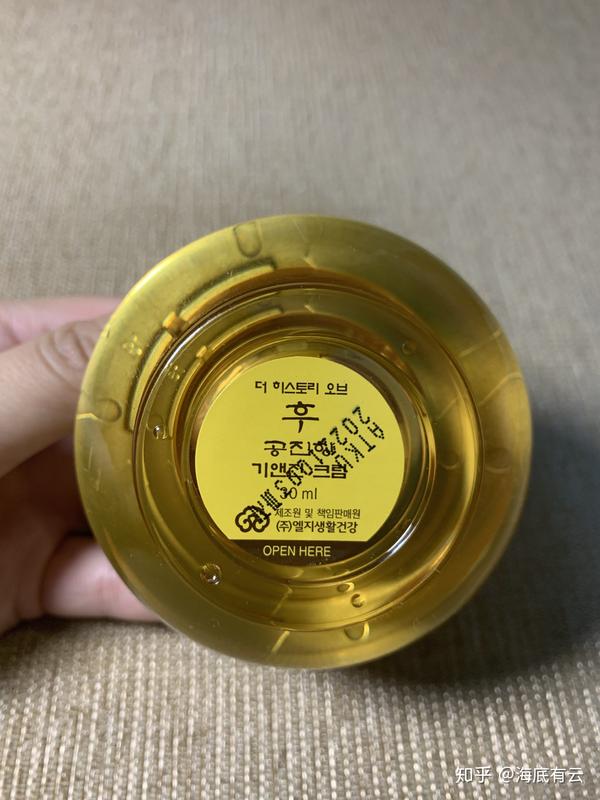 더 히스토리 오브
후
공진향
기앤진 크림
30 ml
제조원 및 책임판매원
(주)엘지생활건강
OPEN HERE
知乎 @海底有云